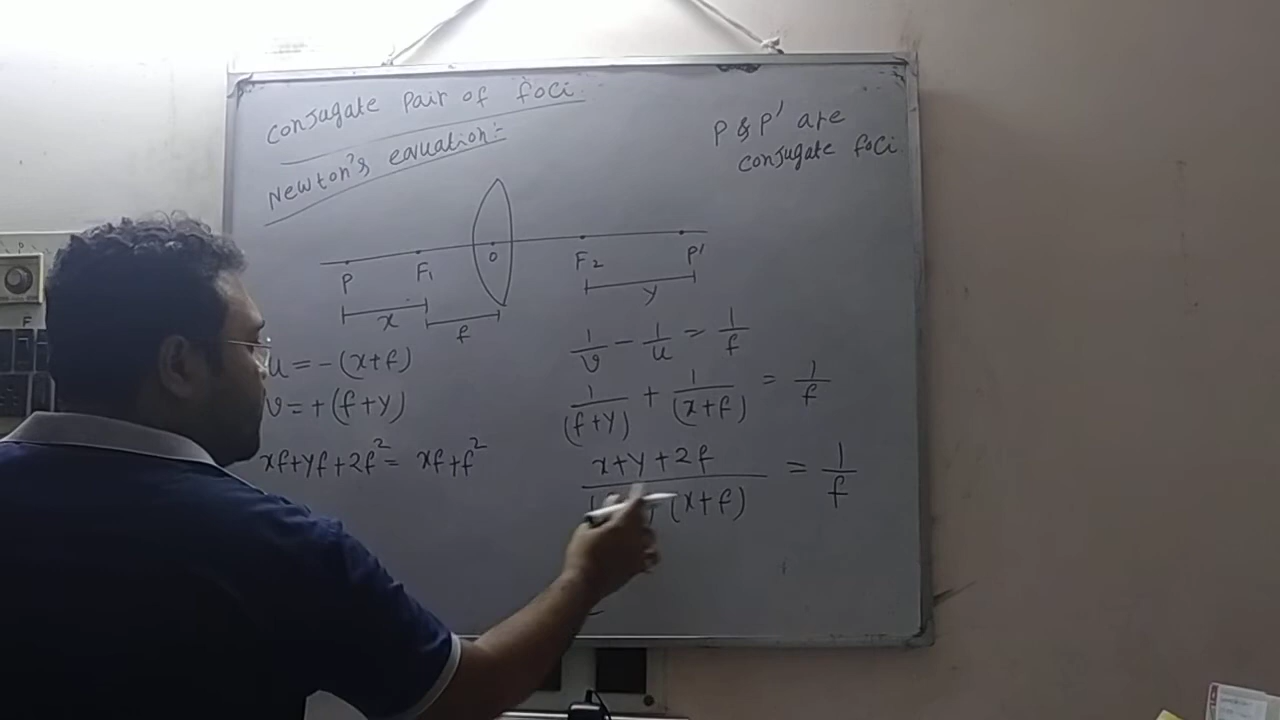 Conjugate Pair of foci
Newton's equation:-
P & P' are
conjugate foci.
P F₁ O F₂ P'
x f y
u = -(x+f)
v = +(f+y)
xf+yf+2f² = xf+f²
1/v - 1/u = 1/f
1/(f+y) + 1/(x+f) = 1/f
x+y+2f / (x+f) = 1/f